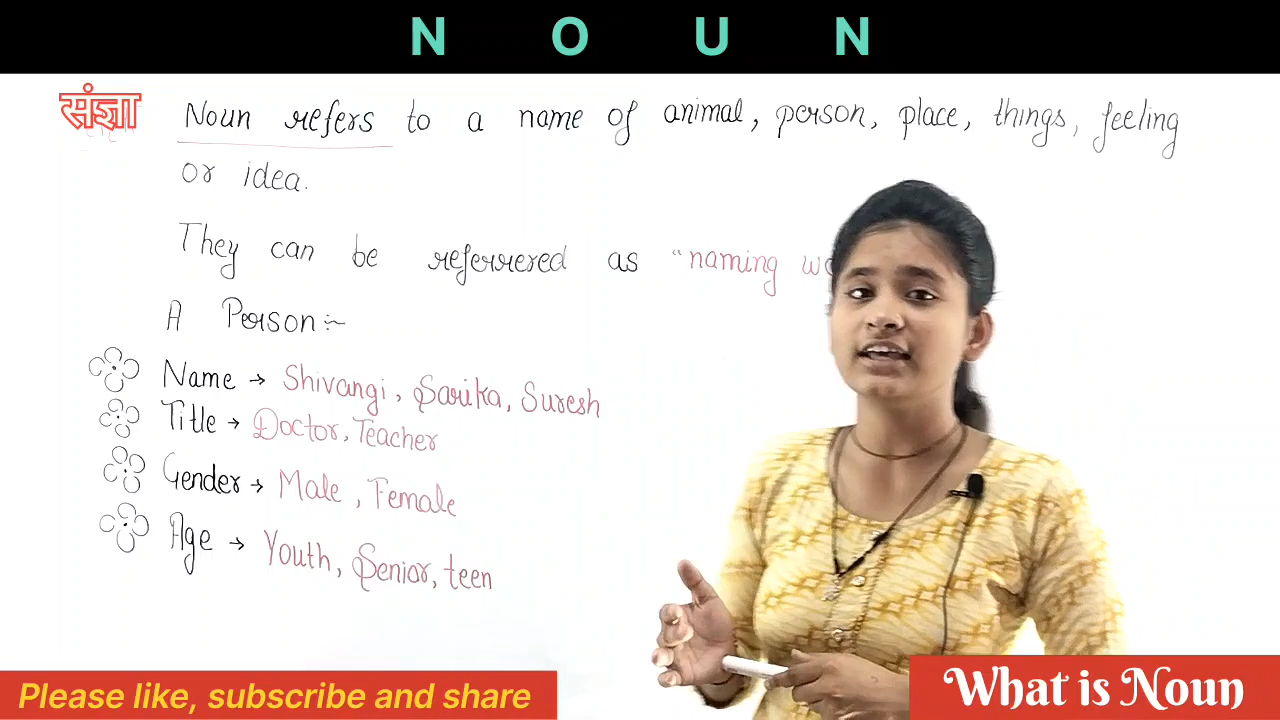 N O U N
संज्ञा
Noun refers to a name of animal, person, place, things, feeling
or idea.
They can be referred as "naming
A Person:-
Name → Shivangi, Sarika, Suresh
Title → Doctor, Teacher
Gender → Male, Female
Age → Youth, Senior, teen
Please like, subscribe and share
What is Noun